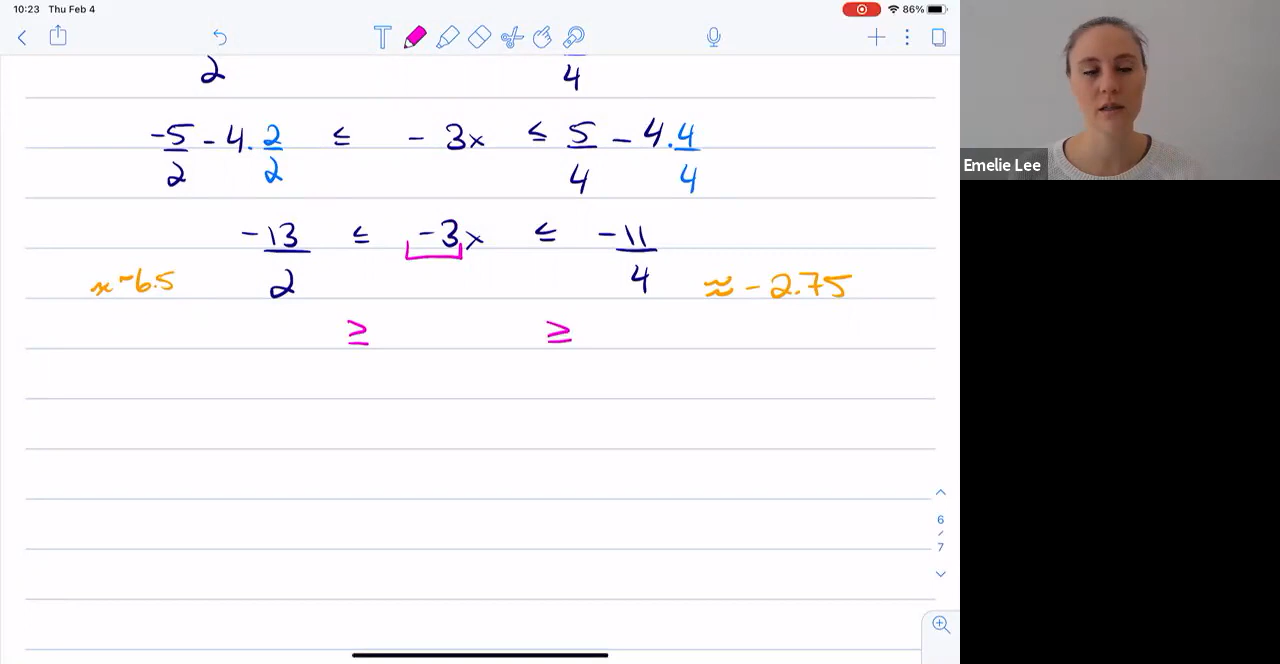 10:23 Thu Feb 4 86%
T
2 4
-5/2 - 4 · 2/2 ≤ - 3x ≤ 5/4 - 4 · 4/4
-13/2 ≤ -3x ≤ -11/4
≈ -6.5 ≈ - 2.75
≥ ≥
6
/
7
Emelie Lee